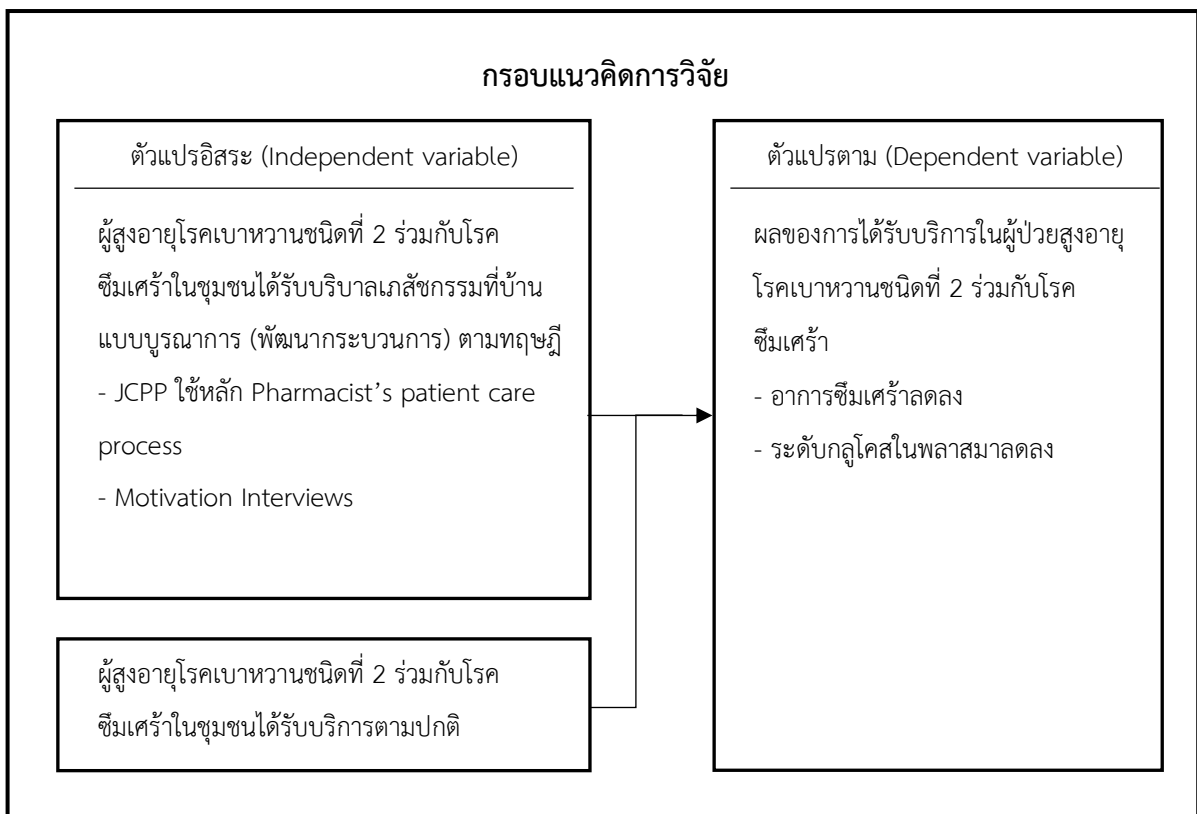 กรอบแนวคิดการวิจัย
ตัวแปรอิสระ (Independent variable)
ผู้สูงอายุโรคเบาหวานชนิดที่ 2 ร่วมกับโรค
ซึมเศร้าในชุมชนได้รับบริบาลเภสัชกรรมที่บ้าน
แบบบูรณาการ (พัฒนากระบวนการ) ตามทฤษฎี
- JCPP ใช้หลัก Pharmacist’s patient care
process
- Motivation Interviews
ผู้สูงอายุโรคเบาหวานชนิดที่ 2 ร่วมกับโรค
ซึมเศร้าในชุมชนได้รับบริการตามปกติ
ตัวแปรตาม (Dependent variable)
ผลของการได้รับบริการในผู้ป่วยสูงอายุ
โรคเบาหวานชนิดที่ 2 ร่วมกับโรค
ซึมเศร้า
- อาการซึมเศร้าลดลง
- ระดับกลูโคสในพลาสมาลดลง